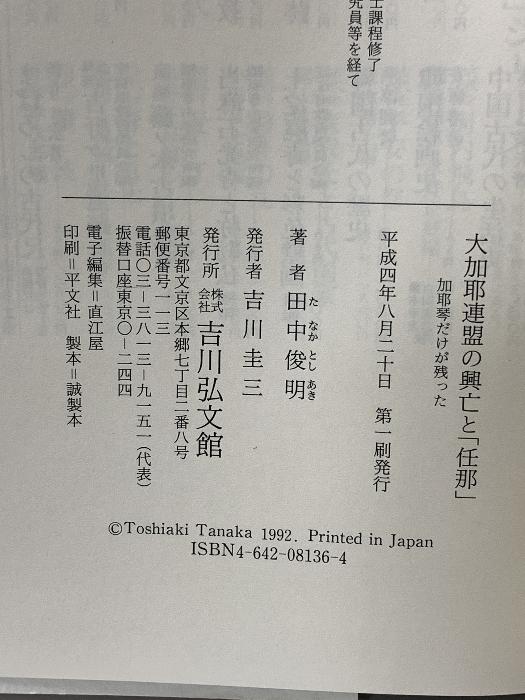 士課程修了
究員等を経て
大加耶連盟の興亡と「任那」
加耶琴だけが残った
平成四年八月二十日　第一刷発行
著者　田中俊明
た なか とし あき
発行者　吉川圭三
発行所　株式会社　吉川弘文館
東京都文京区本郷七丁目二番八号
郵便番号一一三
電話〇三―三八一三―九一五一（代表）
振替口座東京〇―二四四
電子編集＝直江屋
印刷＝平文社　製本＝誠製本
©Toshiaki Tanaka 1992. Printed in Japan
ISBN4-642-08136-4